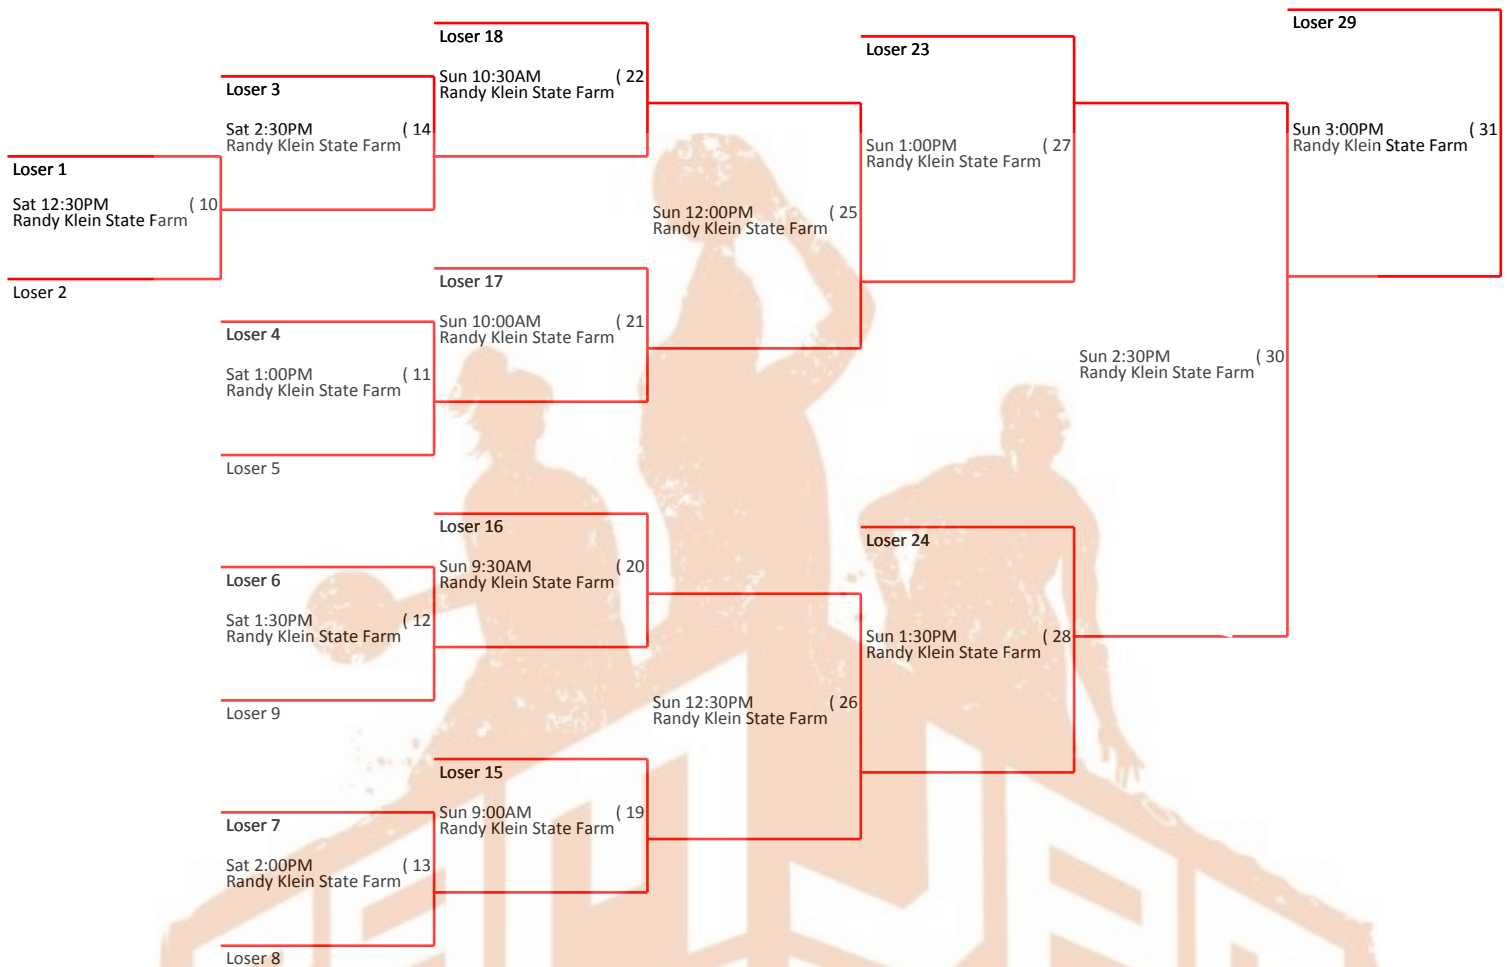 Loser 29
Loser 18
Loser 23
Sun 10:30AM ( 22
Randy Klein State Farm
Loser 3
Sat 2:30PM ( 14
Randy Klein State Farm
Sun 3:00PM ( 31
Randy Klein State Farm
Sun 1:00PM ( 27
Randy Klein State Farm
Loser 1
Sat 12:30PM ( 10
Randy Klein State Farm
Sun 12:00PM ( 25
Randy Klein State Farm
Loser 17
Loser 2
Sun 10:00AM ( 21
Randy Klein State Farm
Loser 4
Sun 2:30PM ( 30
Randy Klein State Farm
Sat 1:00PM ( 11
Randy Klein State Farm
Loser 5
Loser 16
Loser 24
Sun 9:30AM ( 20
Randy Klein State Farm
Loser 6
Sat 1:30PM ( 12
Randy Klein State Farm
Sun 1:30PM ( 28
Randy Klein State Farm
Sun 12:30PM ( 26
Randy Klein State Farm
Loser 9
Loser 15
Sun 9:00AM ( 19
Randy Klein State Farm
Loser 7
Sat 2:00PM ( 13
Randy Klein State Farm
Loser 8